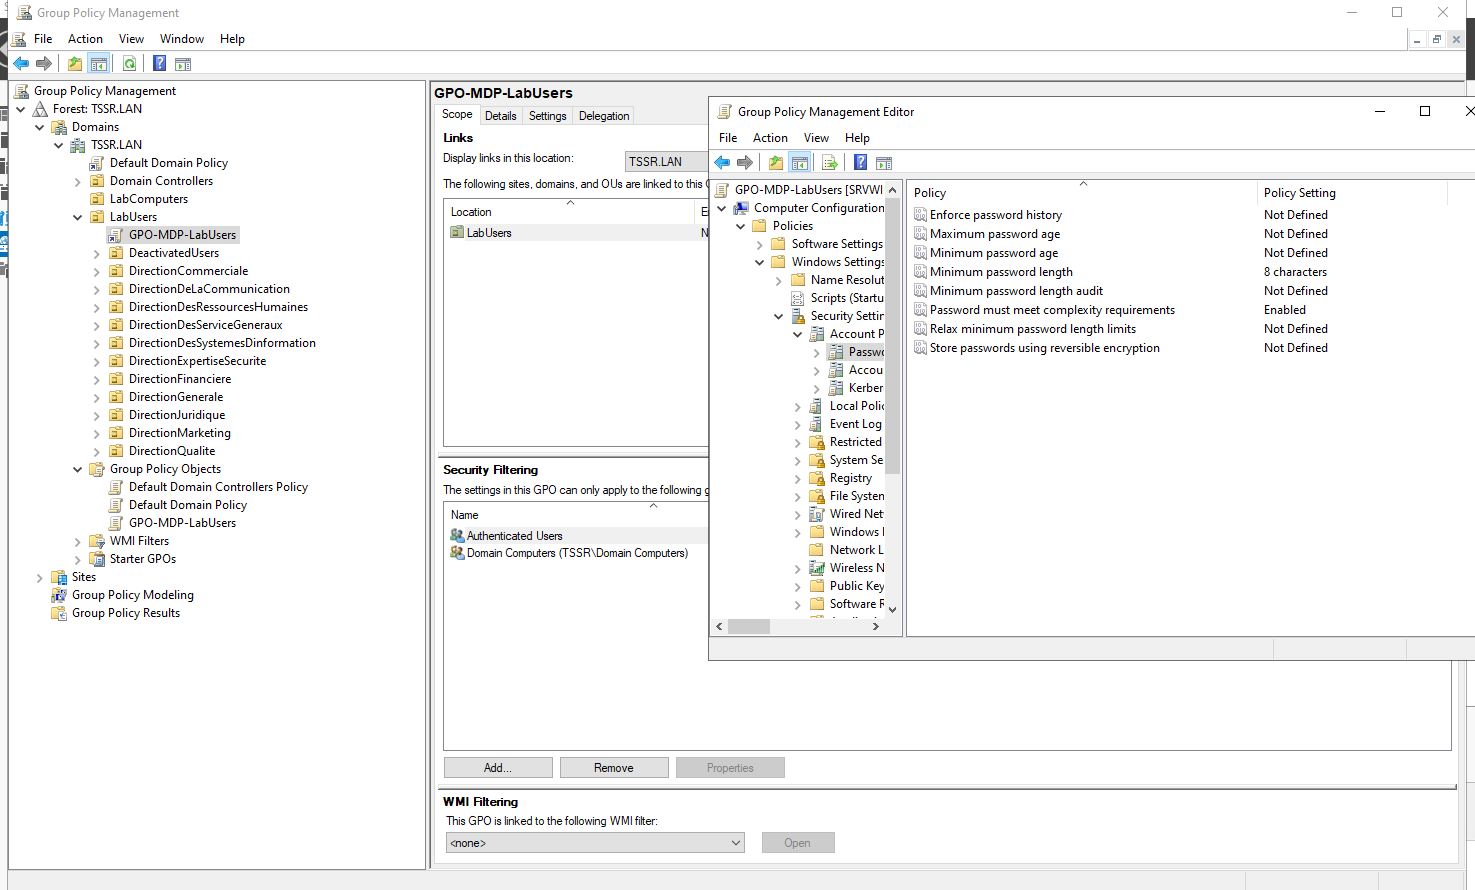 Group Policy Management
File Action View Window Help
Group Policy Management
Forest: TSSR.LAN
Domains
TSSR.LAN
Default Domain Policy
Domain Controllers
LabComputers
LabUsers
GPO-MDP-LabUsers
DeactivatedUsers
DirectionCommerciale
DirectionDeLaCommunication
DirectionDesRessourcesHumaines
DirectionDesServiceGeneraux
DirectionDesSystemesDinformation
DirectionExpertiseSecurite
DirectionFinanciere
DirectionGenerale
DirectionJuridique
DirectionMarketing
DirectionQualite
Group Policy Objects
Default Domain Controllers Policy
Default Domain Policy
GPO-MDP-LabUsers
WMI Filters
Starter GPOs
Sites
Group Policy Modeling
Group Policy Results
GPO-MDP-LabUsers
Scope Details Settings Delegation
Links
Display links in this location: TSSR.LAN
The following sites, domains, and OUs are linked to this
Location
LabUsers
Security Filtering
The settings in this GPO can only apply to the following
Name
Authenticated Users
Domain Computers (TSSR\Domain Computers)
Add... Remove Properties
WMI Filtering
This GPO is linked to the following WMI filter:
<none> Open
Group Policy Management Editor
File Action View Help
GPO-MDP-LabUsers [SRVWI
Computer Configuration
Policies
Software Settings
Windows Settings
Name Resolut
Scripts (Startu
Security Settin
Account P
Passwo
Accou
Kerber
Local Polic
Event Log
Restricted
System Se
Registry
File System
Wired Net
Windows
Network L
Wireless N
Public Key
Software R
Policy Policy Setting
Enforce password history Not Defined
Maximum password age Not Defined
Minimum password age Not Defined
Minimum password length 8 characters
Minimum password length audit Not Defined
Password must meet complexity requirements Enabled
Relax minimum password length limits Not Defined
Store passwords using reversible encryption Not Defined